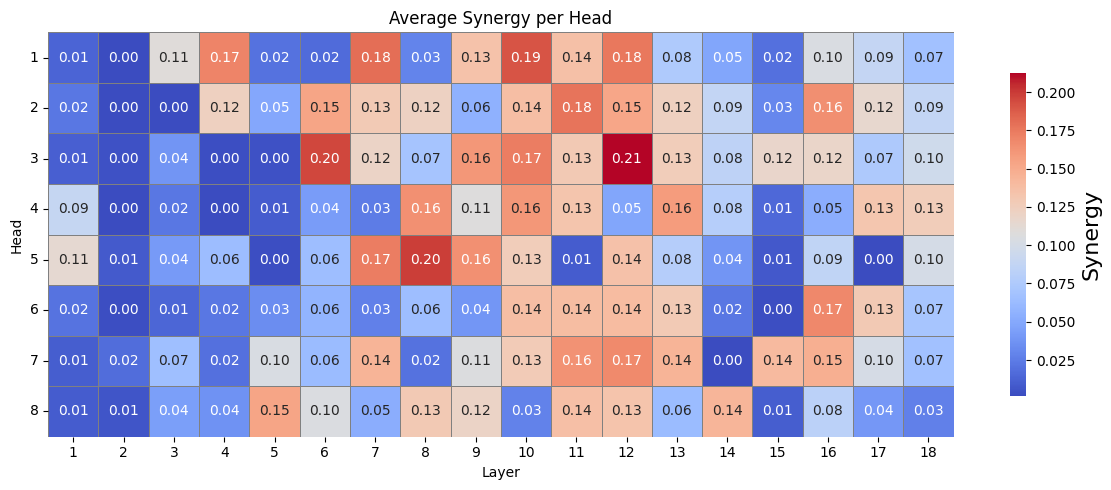 Average Synergy per Head
1 0.01 0.00 0.11 0.17 0.02 0.02 0.18 0.03 0.13 0.19 0.14 0.18 0.08 0.05 0.02 0.10 0.09 0.07
2 0.02 0.00 0.00 0.12 0.05 0.15 0.13 0.12 0.06 0.14 0.18 0.15 0.12 0.09 0.03 0.16 0.12 0.09
3 0.01 0.00 0.04 0.00 0.00 0.20 0.12 0.07 0.16 0.17 0.13 0.21 0.13 0.08 0.12 0.12 0.07 0.10
4 0.09 0.00 0.02 0.00 0.01 0.04 0.03 0.16 0.11 0.16 0.13 0.05 0.16 0.08 0.01 0.05 0.13 0.13
5 0.11 0.01 0.04 0.06 0.00 0.06 0.17 0.20 0.16 0.13 0.01 0.14 0.08 0.04 0.01 0.09 0.00 0.10
6 0.02 0.00 0.01 0.02 0.03 0.06 0.03 0.06 0.04 0.14 0.14 0.14 0.13 0.02 0.00 0.17 0.13 0.07
7 0.01 0.02 0.07 0.02 0.10 0.06 0.14 0.02 0.11 0.13 0.16 0.17 0.14 0.00 0.14 0.15 0.10 0.07
8 0.01 0.01 0.04 0.04 0.15 0.10 0.05 0.13 0.12 0.03 0.14 0.13 0.06 0.14 0.01 0.08 0.04 0.03
1 2 3 4 5 6 7 8 9 10 11 12 13 14 15 16 17 18
Layer
Head
0.200
0.175
0.150
0.125
0.100
0.075
0.050
0.025
Synergy